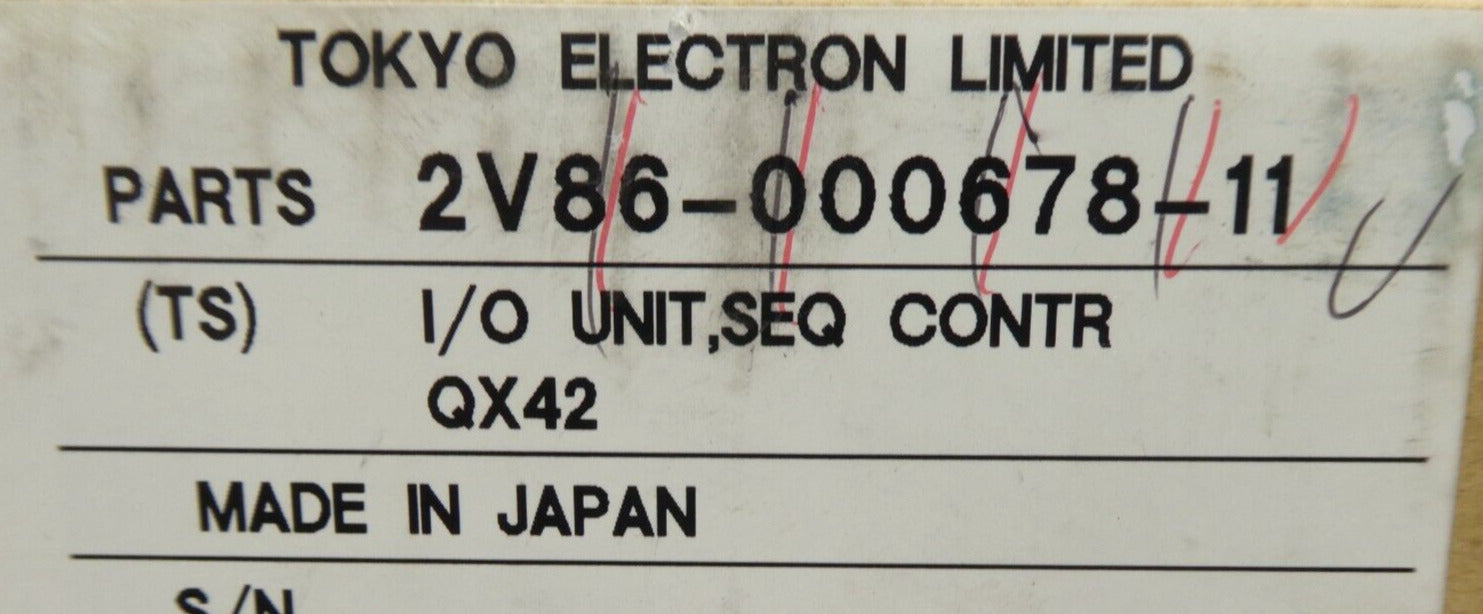 TOKYO ELECTRON LIMITED
PARTS 2V86-000678-11
(TS) I/O UNIT,SEQ CONTR
QX42
MADE IN JAPAN
S/N